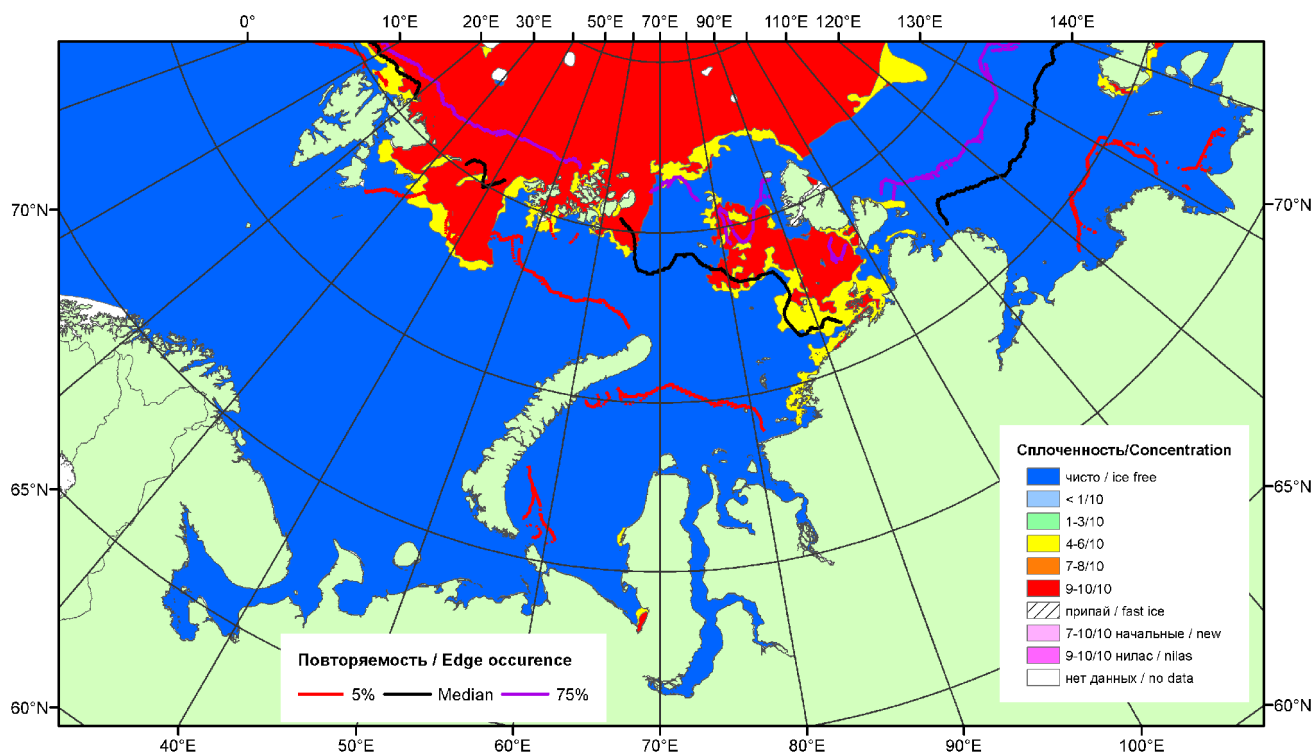 0° 10°E 20°E 30°E 50°E 70°E 90°E 110°E 120°E 130°E 140°E
70°N 70°N
65°N 65°N
60°N 60°N
Сплоченность/Concentration
чисто / ice free
< 1/10
1-3/10
4-6/10
7-8/10
9-10/10
припай / fast ice
7-10/10 начальные / new
9-10/10 нилас / nilas
нет данных / no data
Повторяемость / Edge occurence
5% Median 75%
40°E 50°E 60°E 70°E 80°E 90°E 100°E